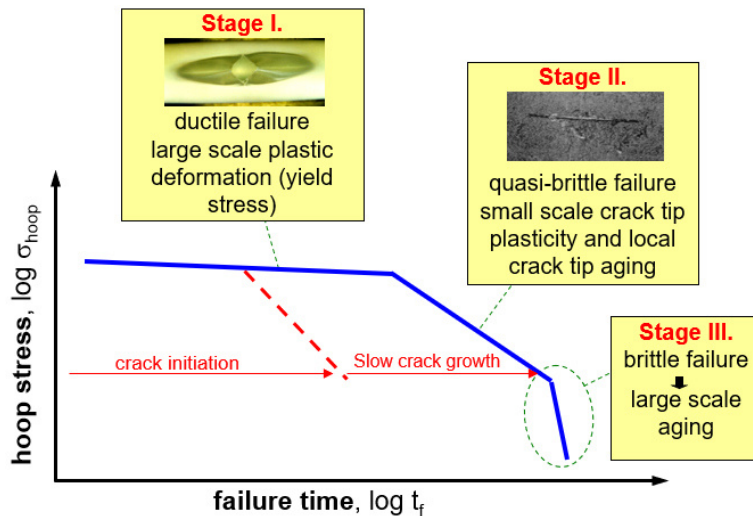 Stage I.
ductile failure
large scale plastic
deformation (yield
stress)
Stage II.
quasi-brittle failure
small scale crack tip
plasticity and local
crack tip aging
Stage III.
brittle failure
large scale
aging
crack initiation
Slow crack growth
hoop stress, log σhoop
failure time, log tf